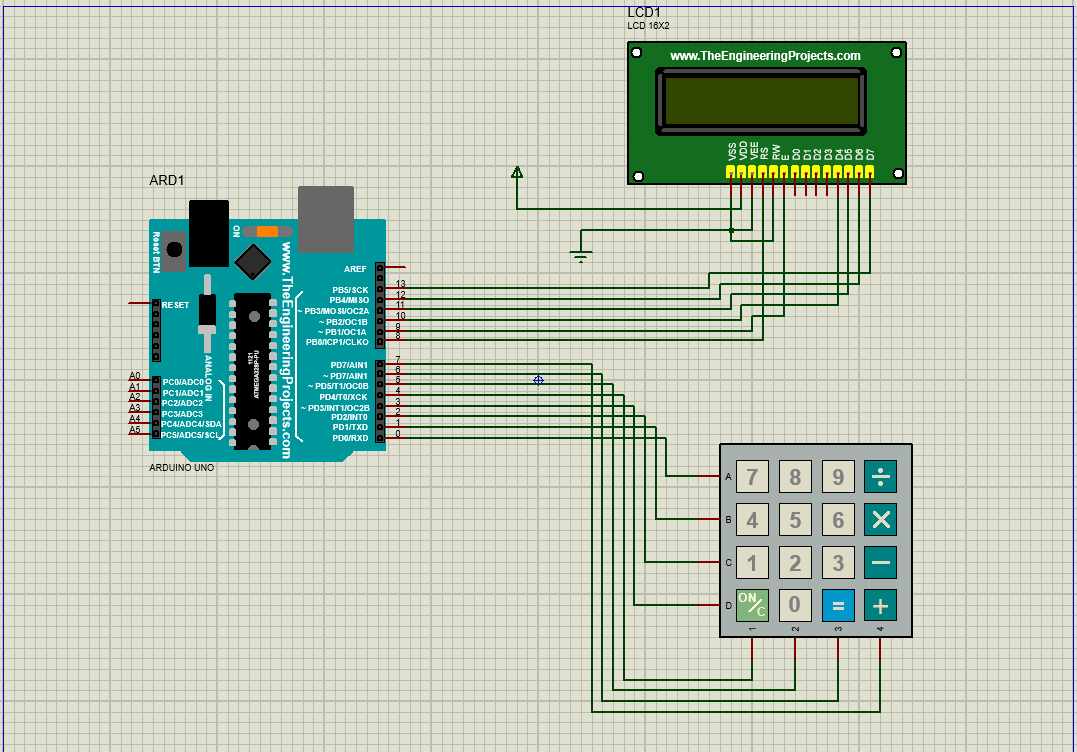 LCD1
LCD 16X2
www.TheEngineeringProjects.com
VSS
VDD
VEE
RS
RW
E
D0
D1
D2
D3
D4
D5
D6
D7
ARD1
Reset BTN
ON
www.TheEngineeringProjects.com
AREF
PB5/SCK 13
PB4/MISO 12
~ PB3/MOSI/OC2A 11
~ PB2/OC1B 10
~ PB1/OC1A 9
PB0/ICP1/CLKO 8
RESET
1121
ATMEGA328P-PU
ANALOG IN
PD7/AIN1 7
~ PD7/AIN1 6
~ PD5/T1/OC0B 5
PD4/T0/XCK 4
~ PD3/INT1/OC2B 3
PD2/INT0 2
PD1/TXD 1
PD0/RXD 0
A0 PC0/ADC0
A1 PC1/ADC1
A2 PC2/ADC2
A3 PC3/ADC3
A4 PC4/ADC4/SDA
A5 PC5/ADC5/SCL
ARDUINO UNO
A 7 8 9 ÷
B 4 5 6 ×
C 1 2 3 −
D ON/C 0 = +
1 2 3 4